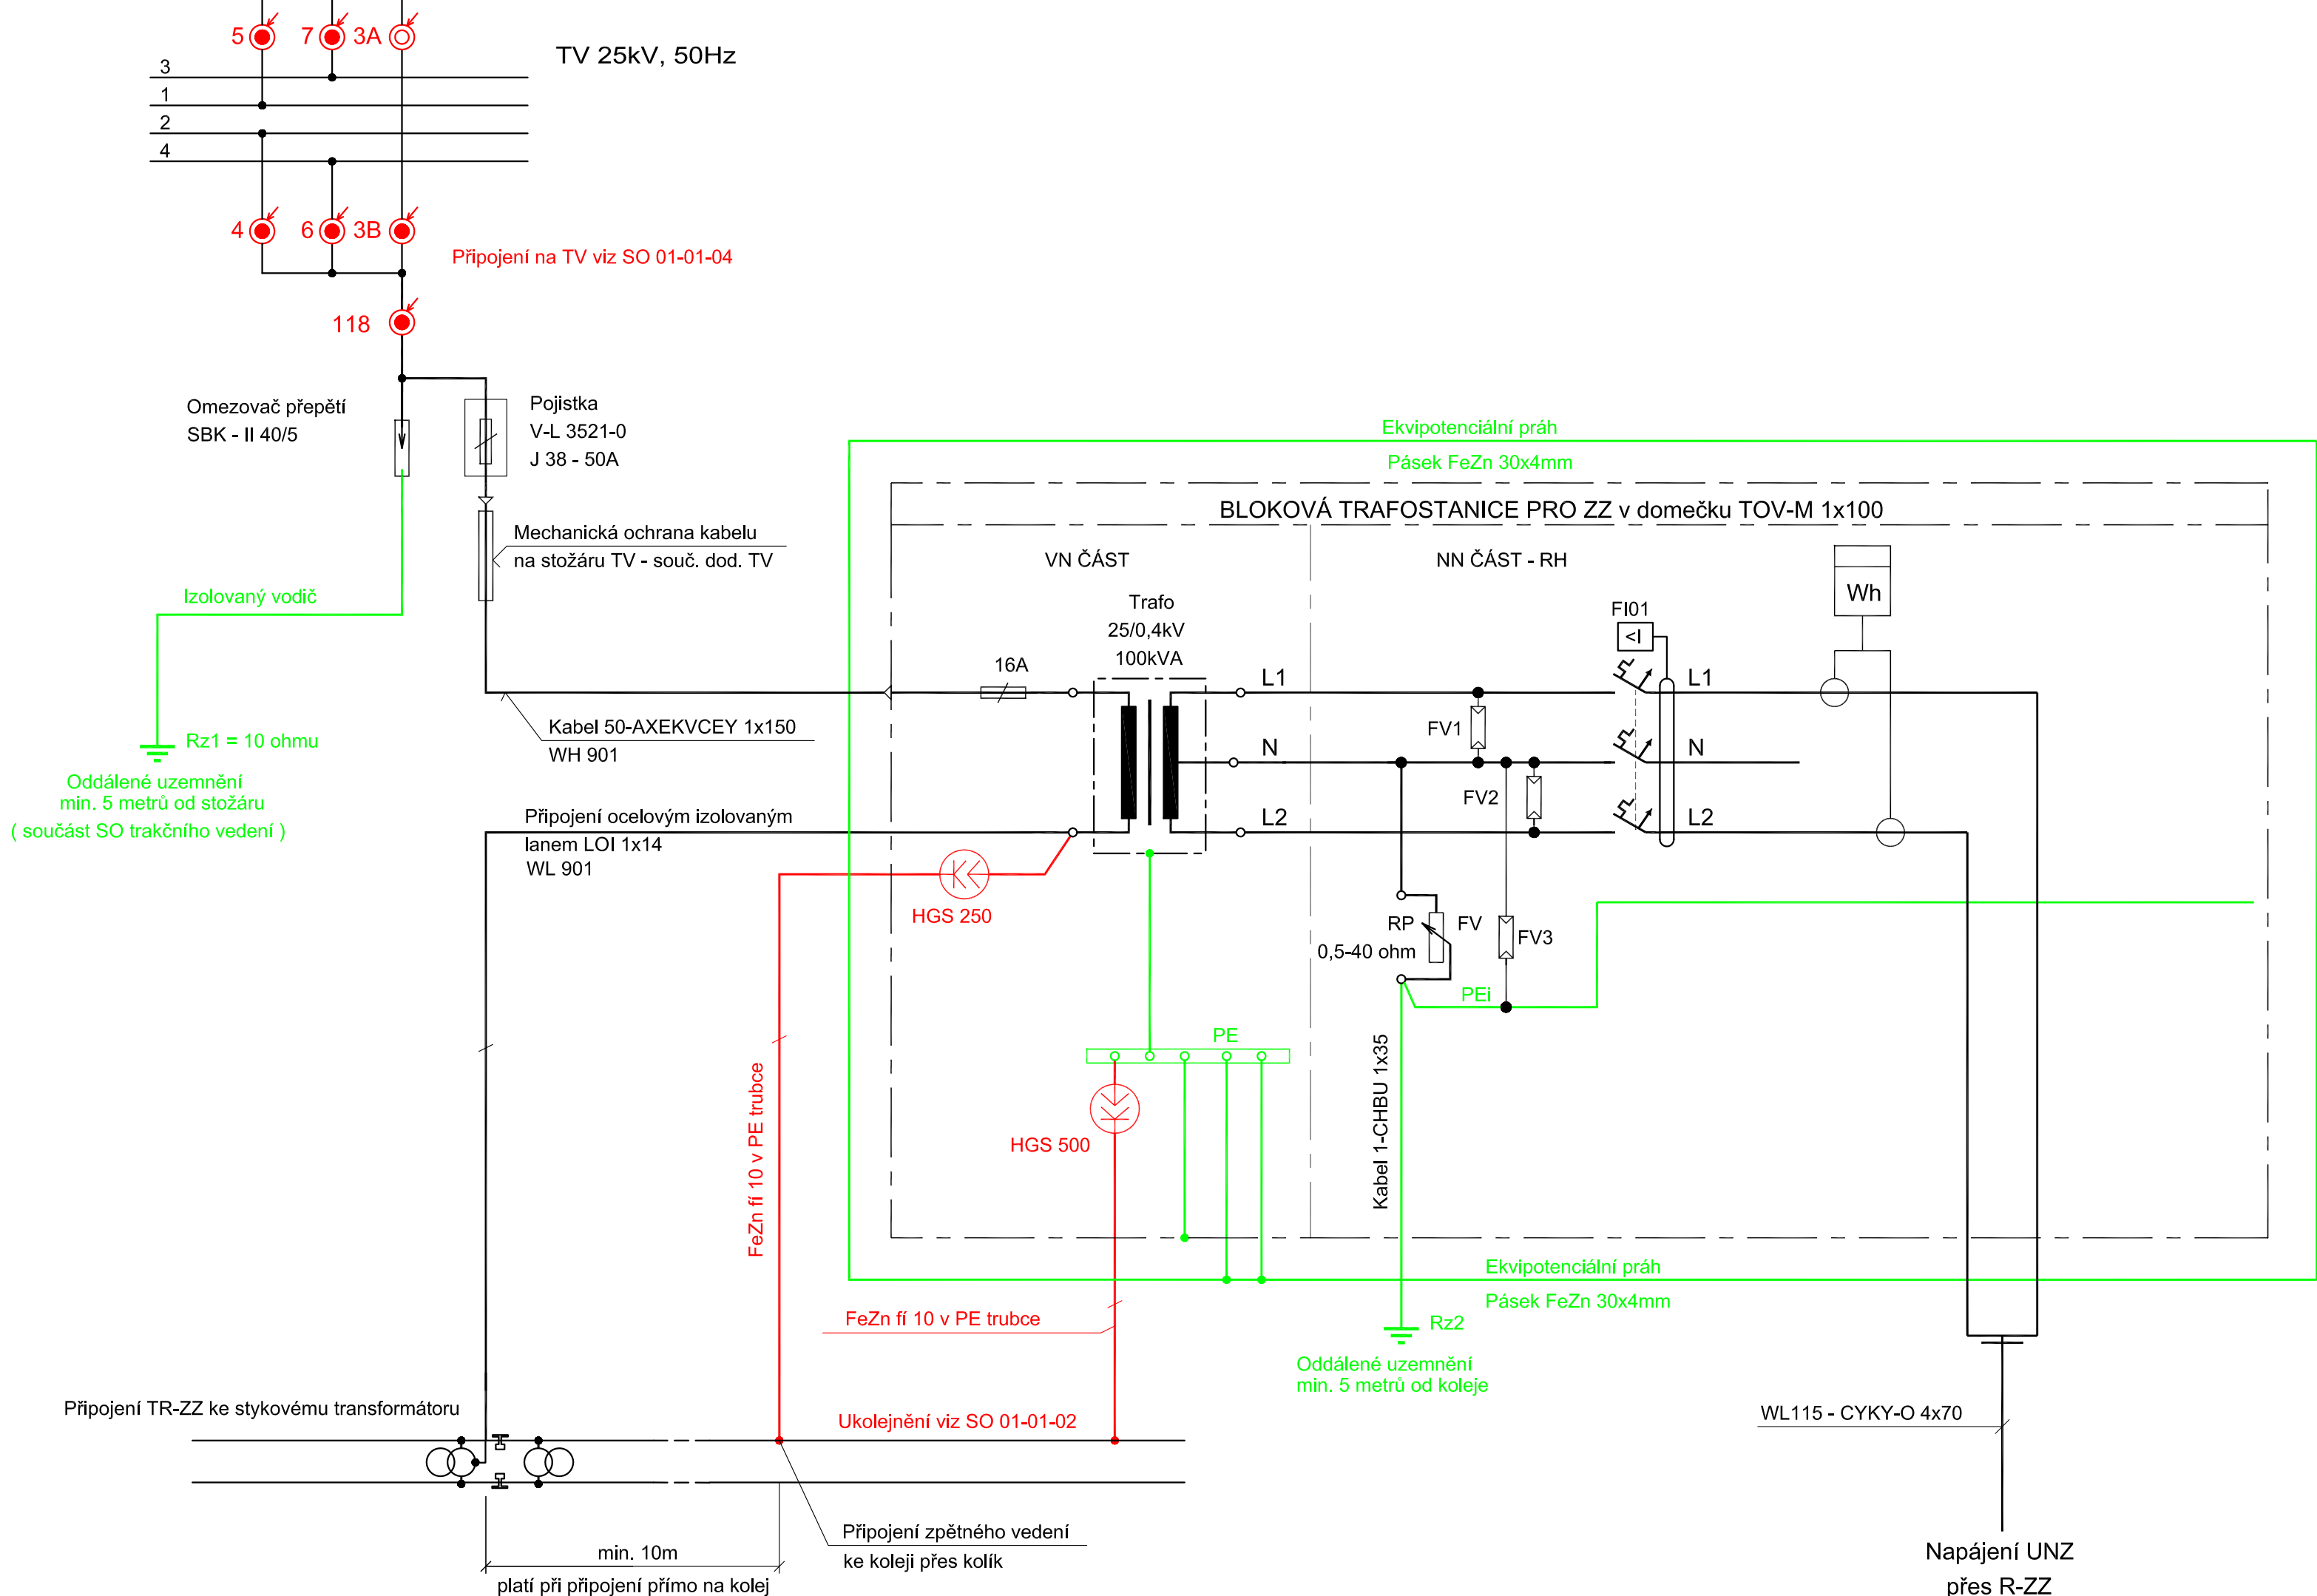 5 7 3A
TV 25kV, 50Hz
3
1
2
4
4 6 3B
Připojení na TV viz SO 01-01-04
118
Omezovač přepětí
SBK - II 40/5
Pojistka
V-L 3521-0
J 38 - 50A
Mechanická ochrana kabelu
na stožáru TV - souč. dod. TV
Izolovaný vodič
Rz1 = 10 ohmu
Oddálené uzemnění
min. 5 metrů od stožáru
( součást SO trakčního vedení )
Kabel 50-AXEKVCEY 1x150
WH 901
Připojení ocelovým izolovaným
lanem LOI 1x14
WL 901
Ekvipotenciální práh
Pásek FeZn 30x4mm
BLOKOVÁ TRAFOSTANICE PRO ZZ v domečku TOV-M 1x100
VN ČÁST
NN ČÁST - RH
Trafo
25/0,4kV
100kVA
16A
L1
N
L2
FV1
FV2
FI01
<I
L1
N
L2
Wh
HGS 250
RP
0,5-40 ohm
FV
FV3
PEi
PE
HGS 500
Kabel 1-CHBU 1x35
FeZn fí 10 v PE trubce
Ekvipotenciální práh
Pásek FeZn 30x4mm
FeZn fí 10 v PE trubce
Rz2
Oddálené uzemnění
min. 5 metrů od koleje
Připojení TR-ZZ ke stykovému transformátoru
Ukolejnění viz SO 01-01-02
WL115 - CYKY-O 4x70
Připojení zpětného vedení
ke koleji přes kolík
min. 10m
platí při připojení přímo na kolej
Napájení UNZ
přes R-ZZ